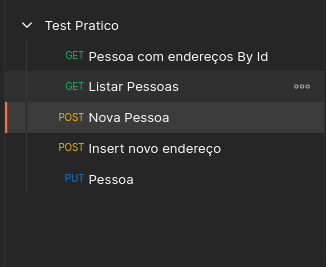 Test Pratico
GET Pessoa com endereços By Id
GET Listar Pessoas
POST Nova Pessoa
POST Insert novo endereço
PUT Pessoa